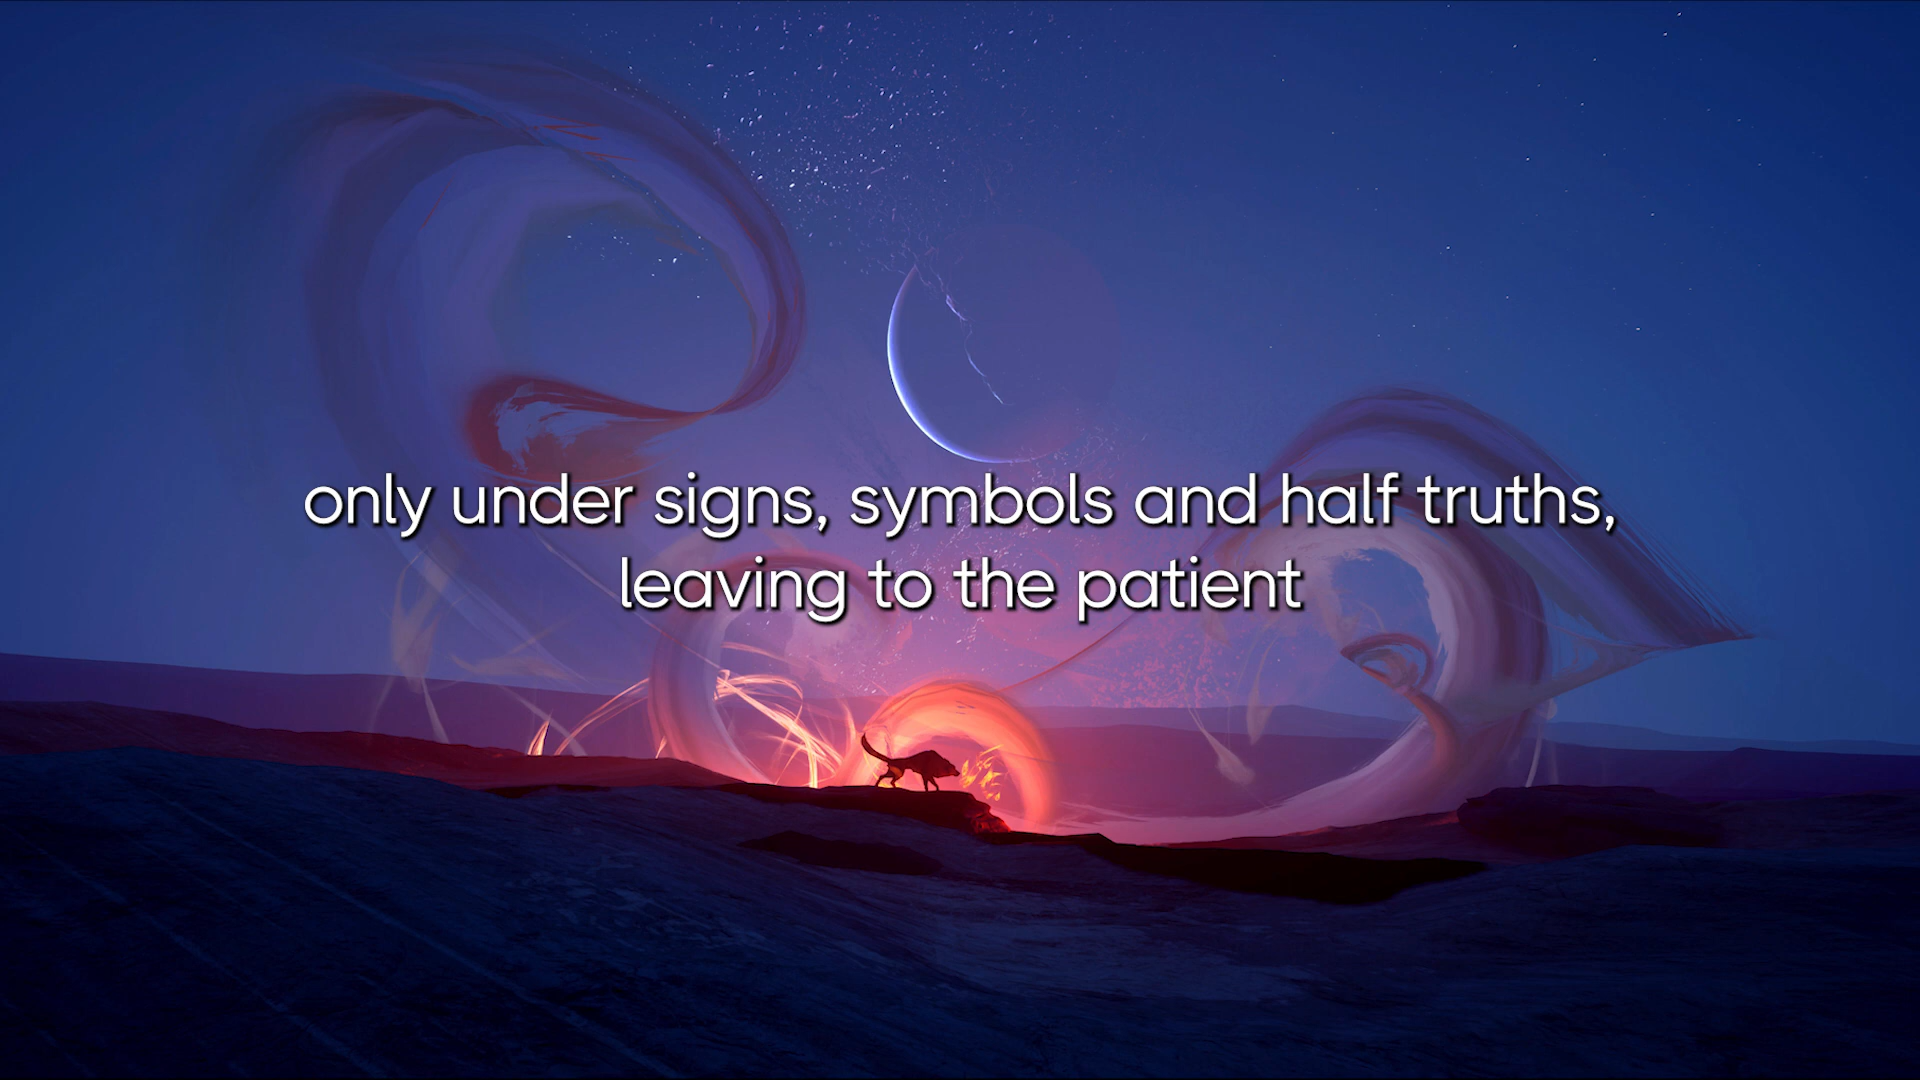 only under signs, symbols and half truths,
leaving to the patient